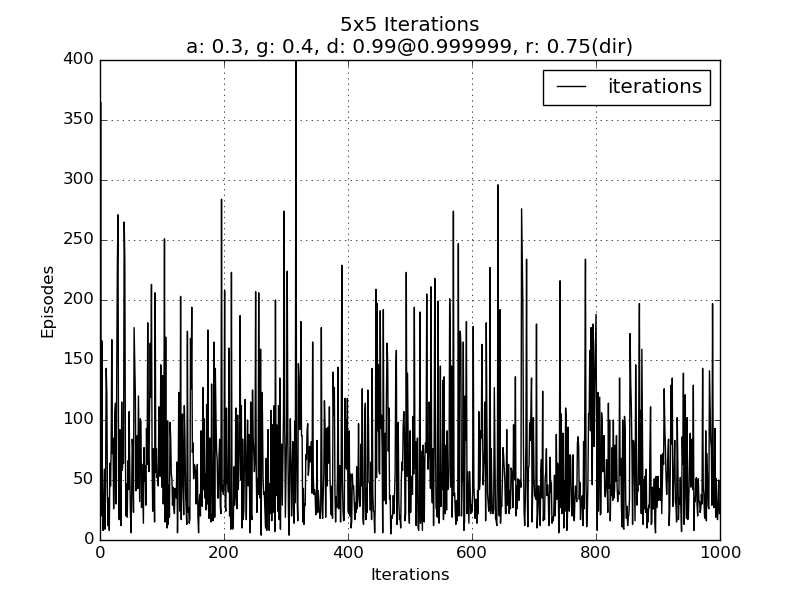 5x5 Iterations
a: 0.3, g: 0.4, d: 0.99@0.999999, r: 0.75(dir)
iterations
400
350
300
250
200
150
100
50
0
Episodes
0 200 400 600 800 1000
Iterations